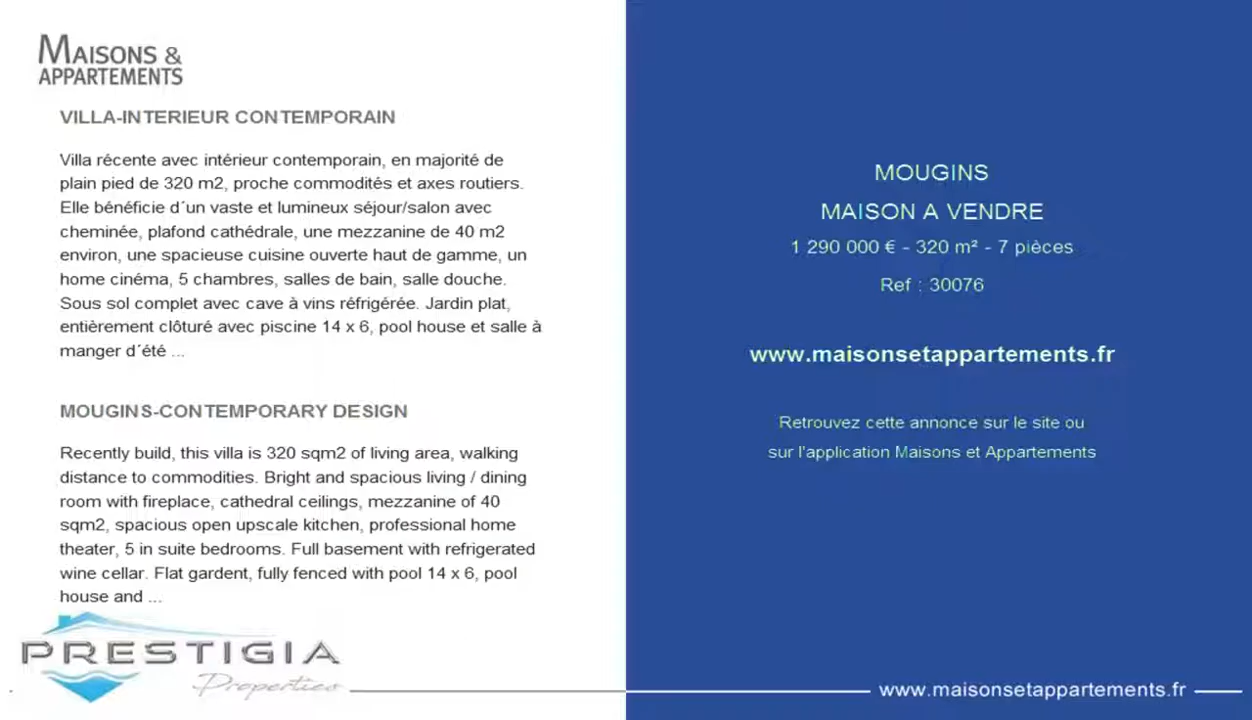 MAISONS &
APPARTEMENTS
VILLA-INTERIEUR CONTEMPORAIN
Villa récente avec intérieur contemporain, en majorité de
plain pied de 320 m2, proche commodités et axes routiers.
Elle bénéficie d´un vaste et lumineux séjour/salon avec
cheminée, plafond cathédrale, une mezzanine de 40 m2
environ, une spacieuse cuisine ouverte haut de gamme, un
home cinéma, 5 chambres, salles de bain, salle douche.
Sous sol complet avec cave à vins réfrigérée. Jardin plat,
entièrement clôturé avec piscine 14 x 6, pool house et salle à
manger d´été ...
MOUGINS-CONTEMPORARY DESIGN
Recently build, this villa is 320 sqm2 of living area, walking
distance to commodities. Bright and spacious living / dining
room with fireplace, cathedral ceilings, mezzanine of 40
sqm2, spacious open upscale kitchen, professional home
theater, 5 in suite bedrooms. Full basement with refrigerated
wine cellar. Flat gardent, fully fenced with pool 14 x 6, pool
house and ...
PRESTIGIA
Properties
MOUGINS
MAISON A VENDRE
1 290 000 € - 320 m² - 7 pièces
Ref : 30076
www.maisonsetappartements.fr
Retrouvez cette annonce sur le site ou
sur l'application Maisons et Appartements
www.maisonsetappartements.fr